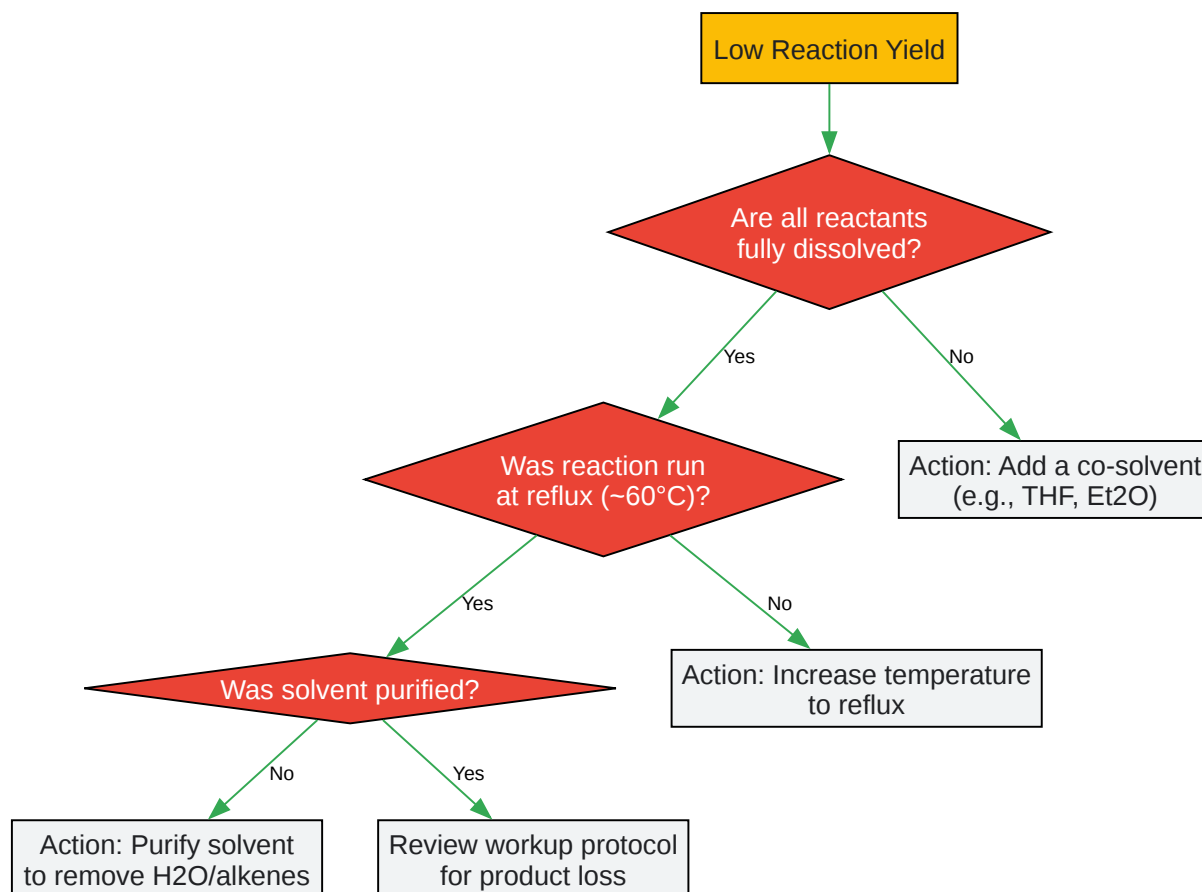 Low Reaction Yield
Are all reactants
fully dissolved?
Yes
No
Was reaction run
at reflux (~60°C)?
Action: Add a co-solvent
(e.g., THF, Et2O)
Yes
No
Was solvent purified?
Action: Increase temperature
to reflux
No
Yes
Action: Purify solvent
to remove H2O/alkenes
Review workup protocol
for product loss